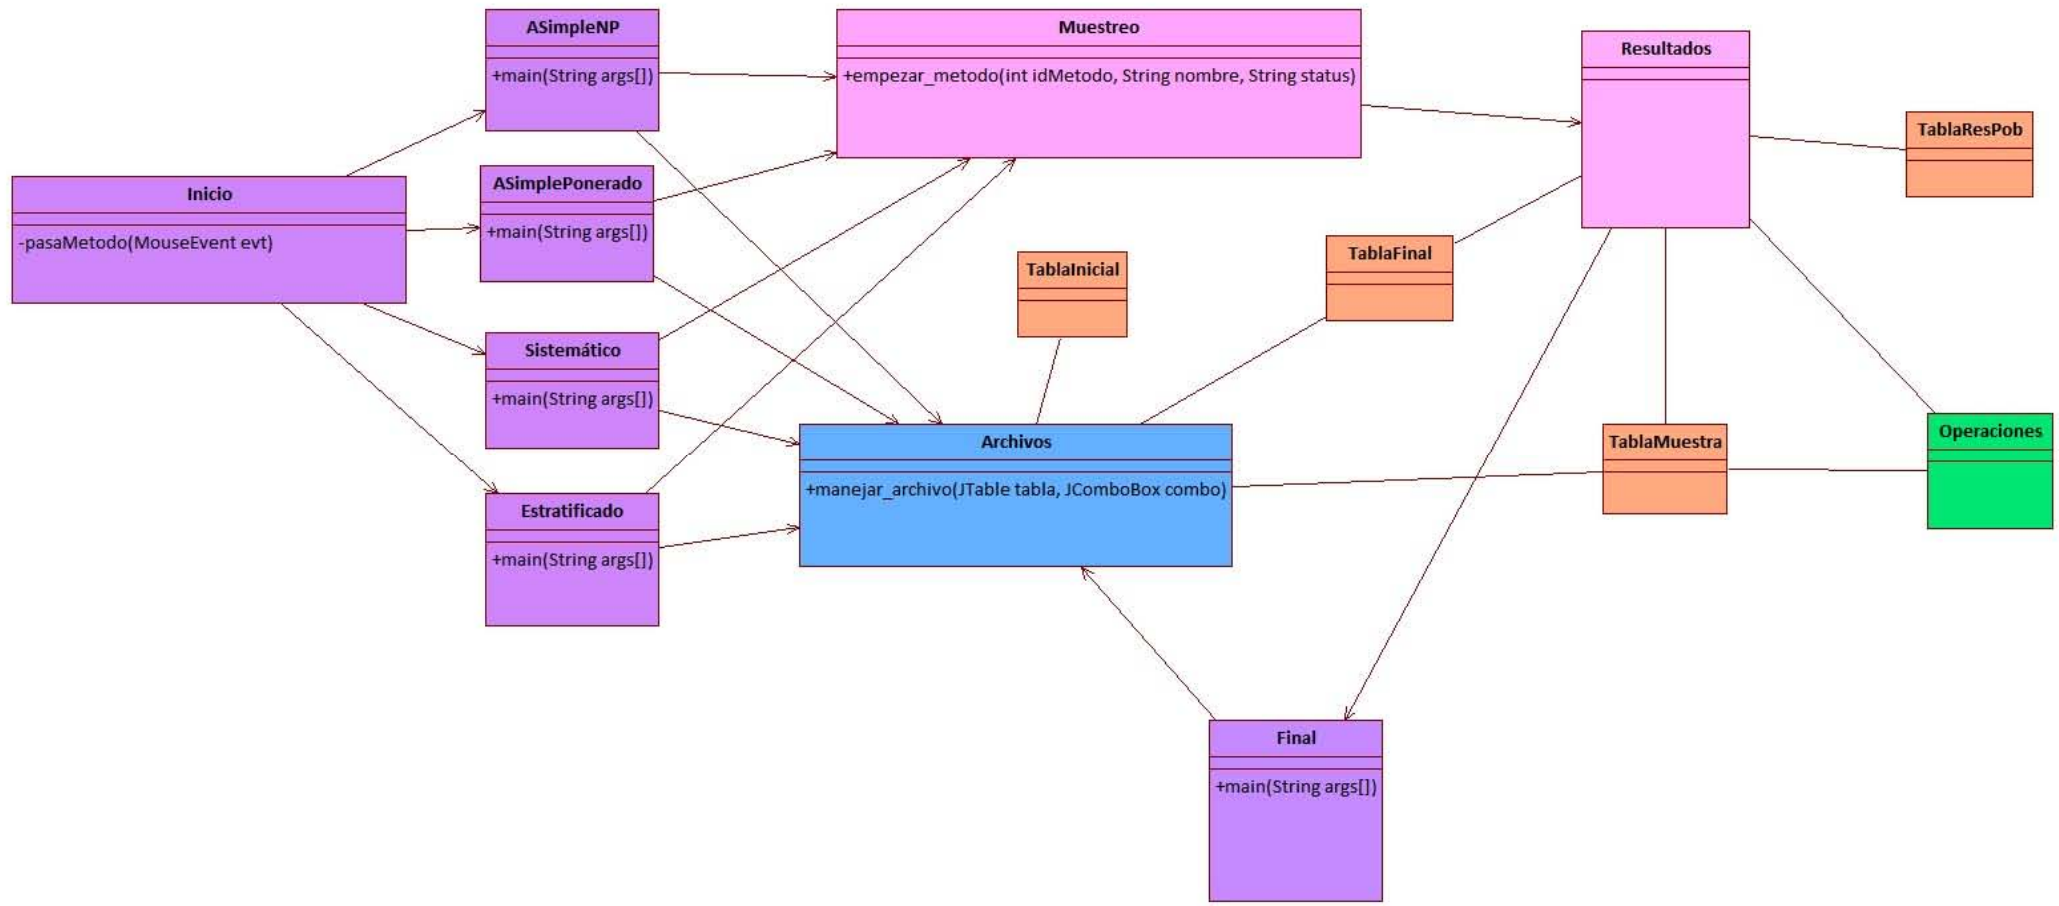 ASimpleNP
+main(String args[])
Muestreo
+empezar_metodo(int idMetodo, String nombre, String status)
Resultados
TablaResPob
Inicio
-pasaMetodo(MouseEvent evt)
ASimplePonerado
+main(String args[])
TablaInicial
TablaFinal
Sistemático
+main(String args[])
Archivos
+manejar_archivo(JTable tabla, JComboBox combo)
TablaMuestra
Operaciones
Estratificado
+main(String args[])
Final
+main(String args[])